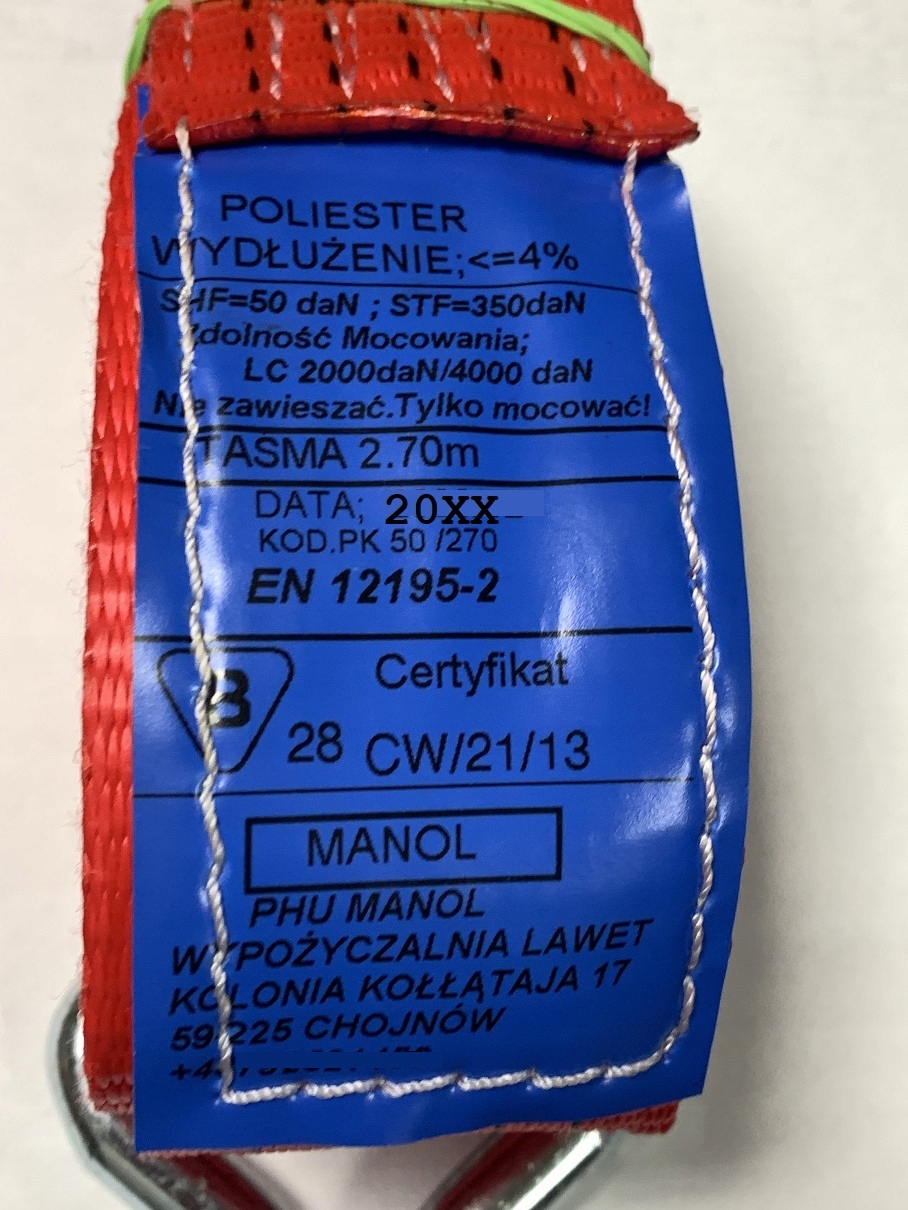 POLIESTER
WYDŁUŻENIE;<=4%
SHF=50 daN ; STF=350daN
Zdolność Mocowania;
LC 2000daN/4000 daN
Nie zawieszać.Tylko mocować!
TASMA 2.70m
DATA; 20XX
KOD.PK 50 /270
EN 12195-2
B
Certyfikat
28 CW/21/13
MANOL
PHU MANOL
WYPOŻYCZALNIA LAWET
KOLONIA KOŁŁĄTAJA 17
59 225 CHOJNÓW